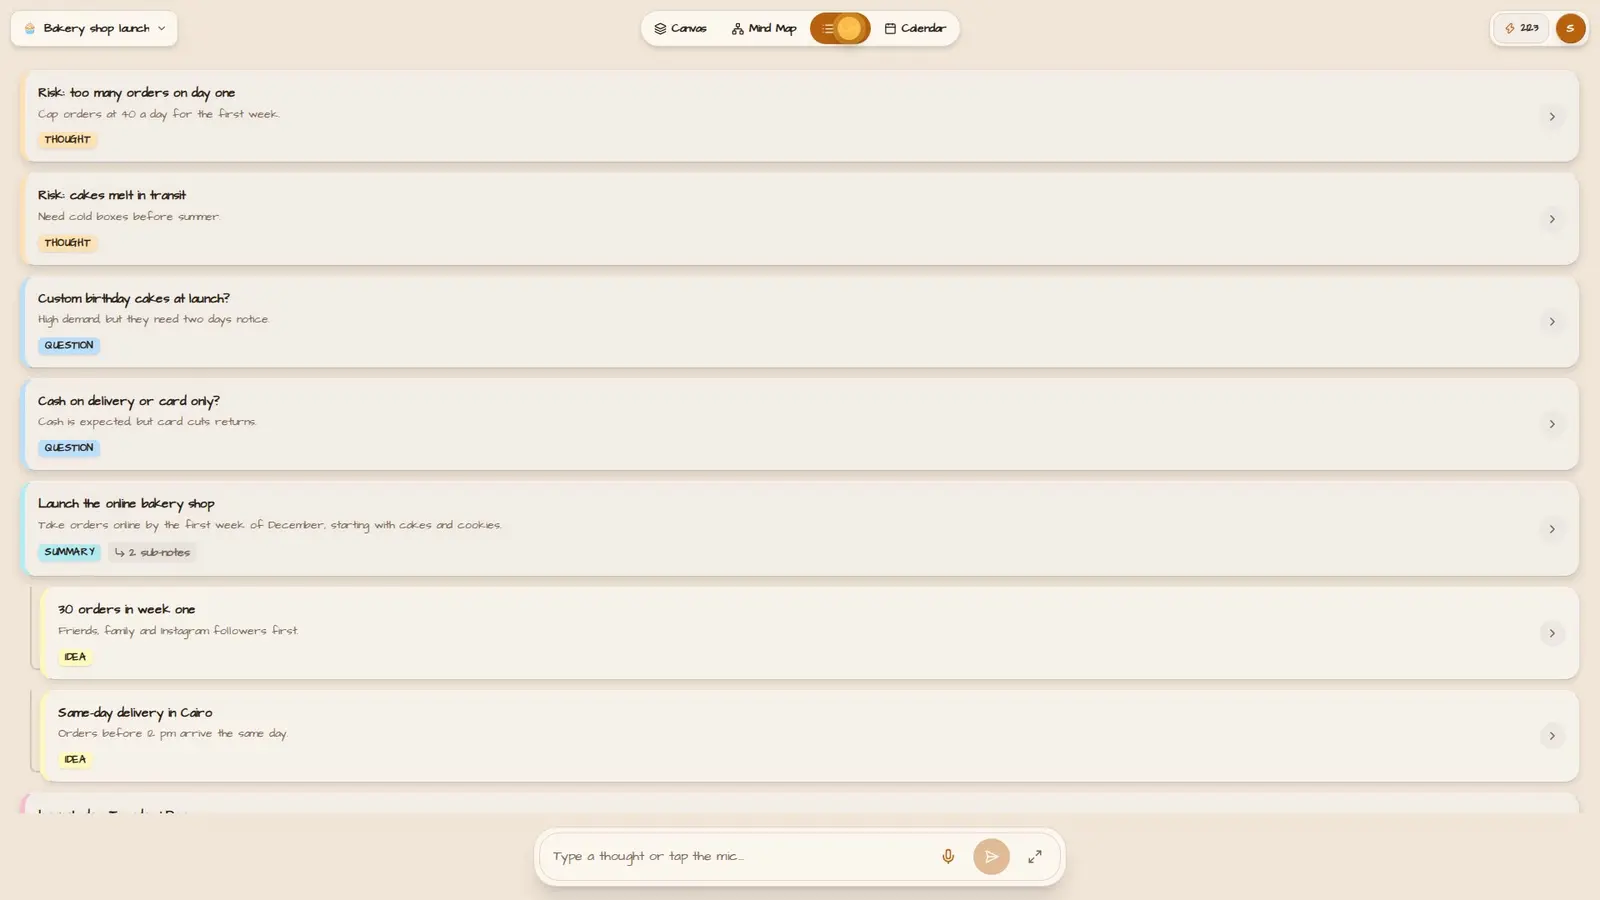 Bakery shop launch
Canvas
Mind Map
Calendar
223
S
Risk: too many orders on day one
Cap orders at 40 a day for the first week.
THOUGHT
Risk: cakes melt in transit
Need cold boxes before summer.
THOUGHT
Custom birthday cakes at launch?
High demand, but they need two days notice.
QUESTION
Cash on delivery or card only?
Cash is expected, but card cuts returns.
QUESTION
Launch the online bakery shop
Take orders online by the first week of December, starting with cakes and cookies.
SUMMARY
2 sub-notes
30 orders in week one
Friends, family and Instagram followers first.
IDEA
Same-day delivery in Cairo
Orders before 12 pm arrive the same day.
IDEA
Type a thought or tap the mic...